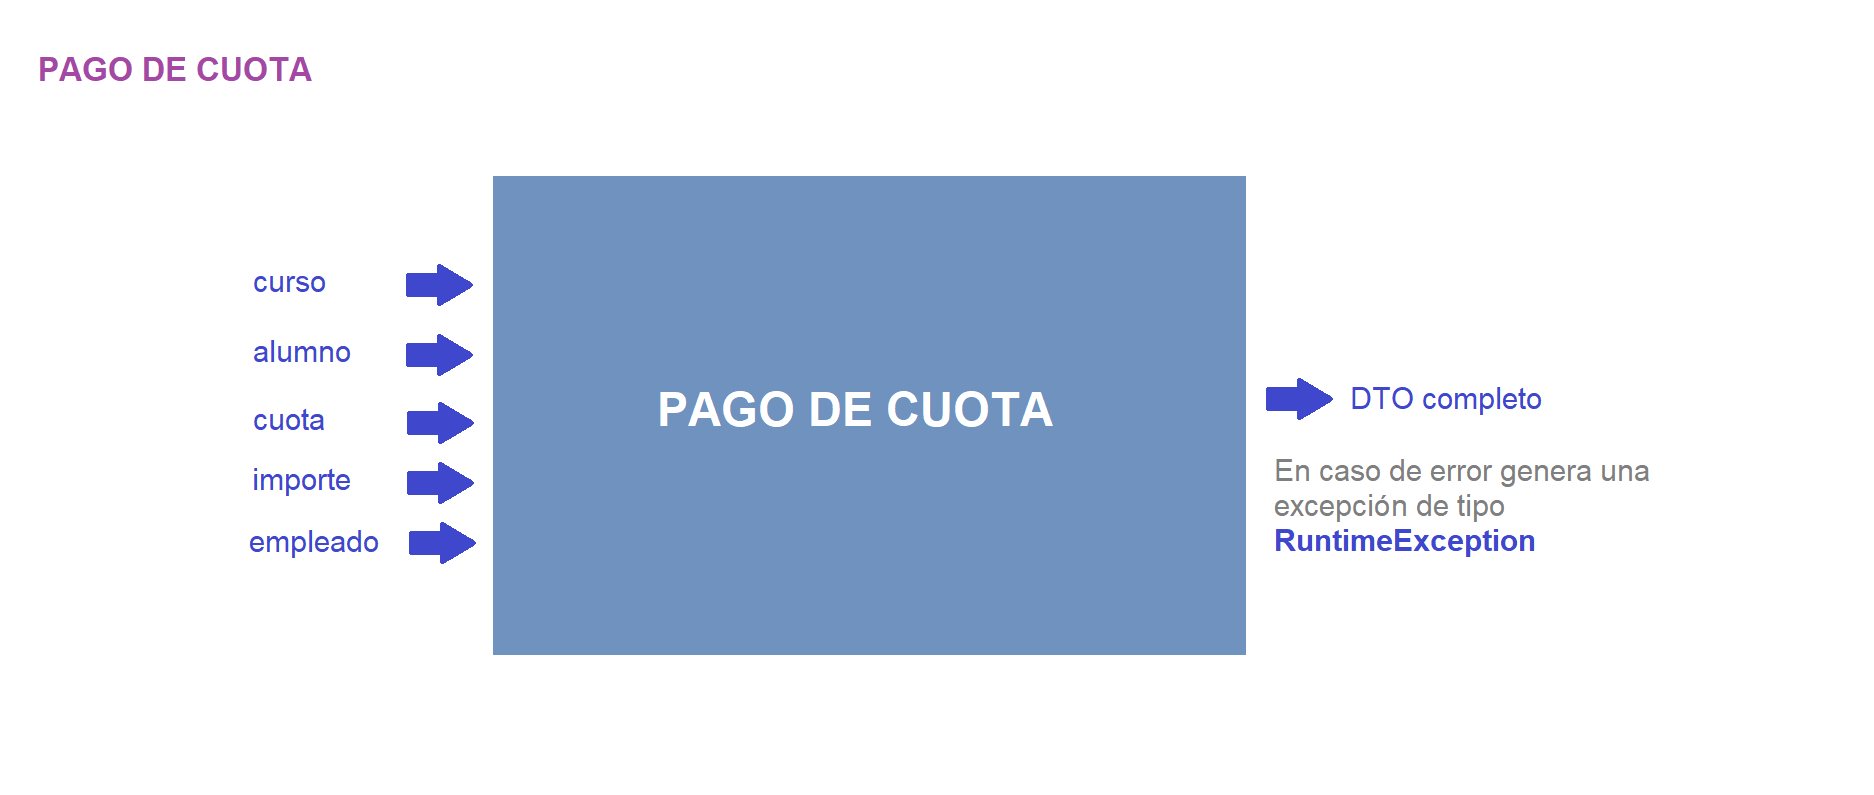 PAGO DE CUOTA
curso
alumno
cuota
importe
empleado
PAGO DE CUOTA
DTO completo
En caso de error genera una
excepción de tipo
RuntimeException